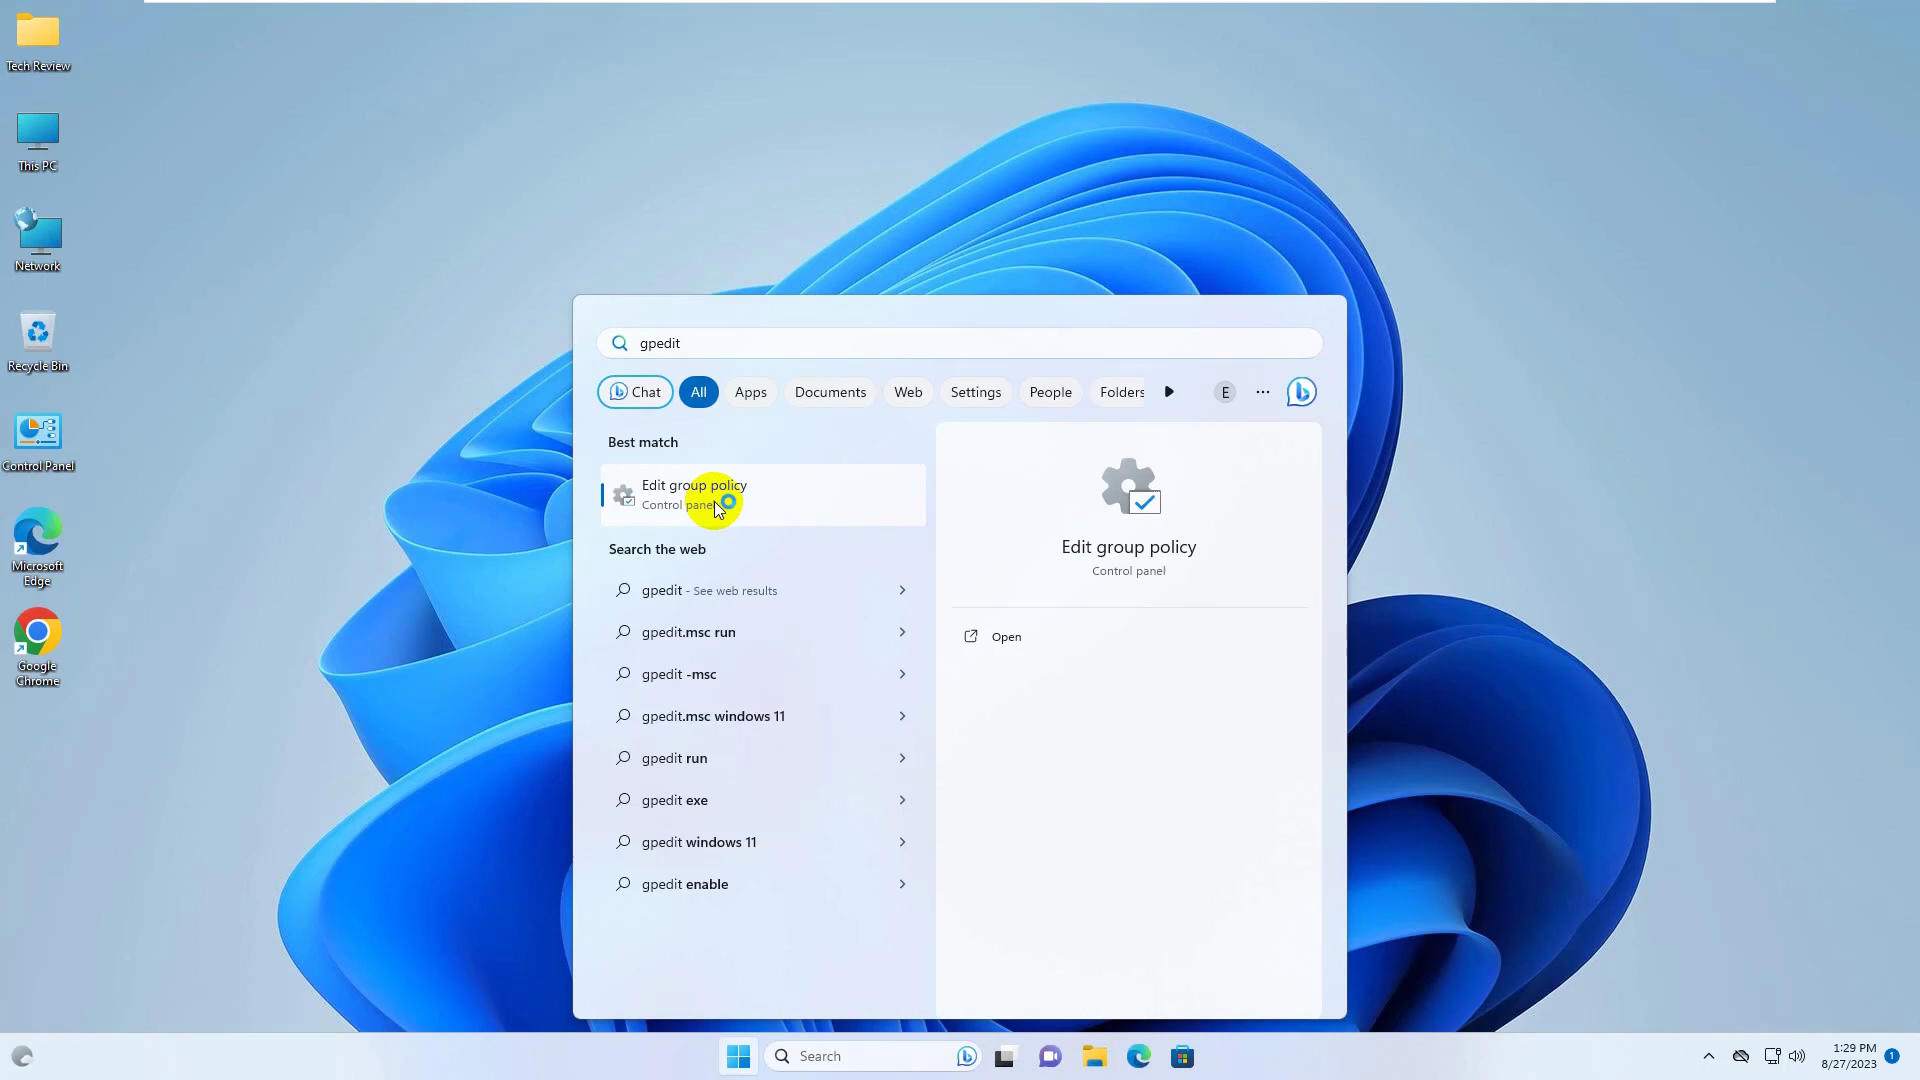 Tech Review
This PC
Network
Recycle Bin
Control Panel
Microsoft
Edge
Google
Chrome
gpedit
Chat
All
Apps
Documents
Web
Settings
People
Folders
E
Best match
Edit group policy
Control panel
Search the web
gpedit - See web results
gpedit.msc run
gpedit -msc
gpedit.msc windows 11
gpedit run
gpedit exe
gpedit windows 11
gpedit enable
Edit group policy
Control panel
Open
Search
1:29 PM
8/27/2023
1